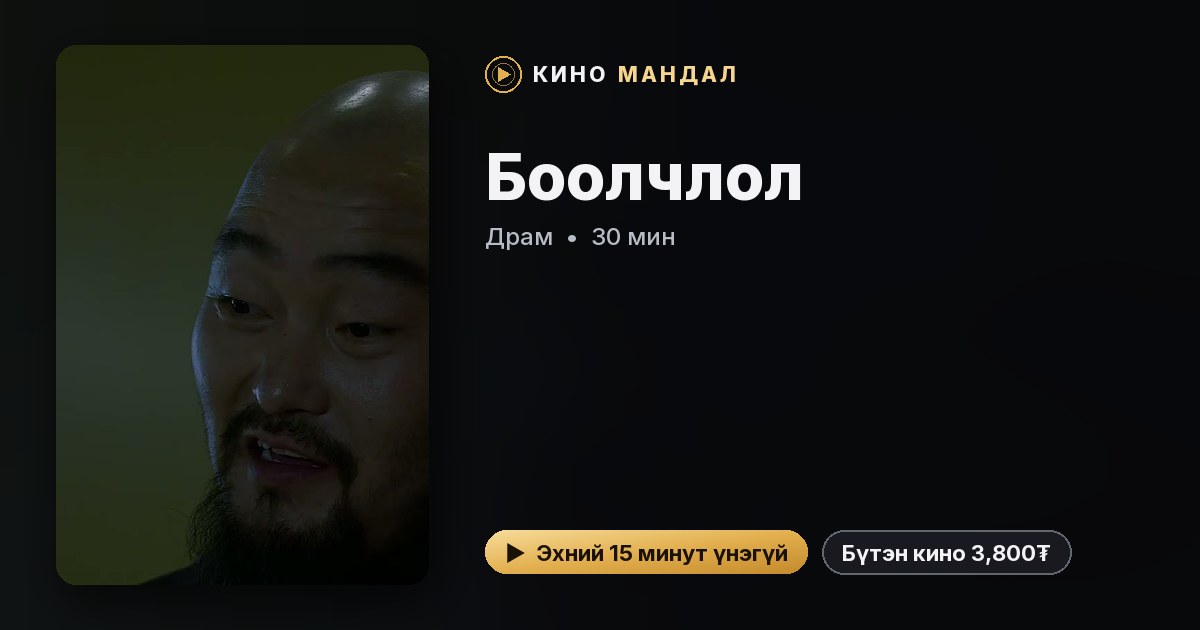 КИНО МАНДАЛ
Боолчлол
Драм • 30 мин
Эхний 15 минут үнэгүй
Бүтэн кино 3,800₮